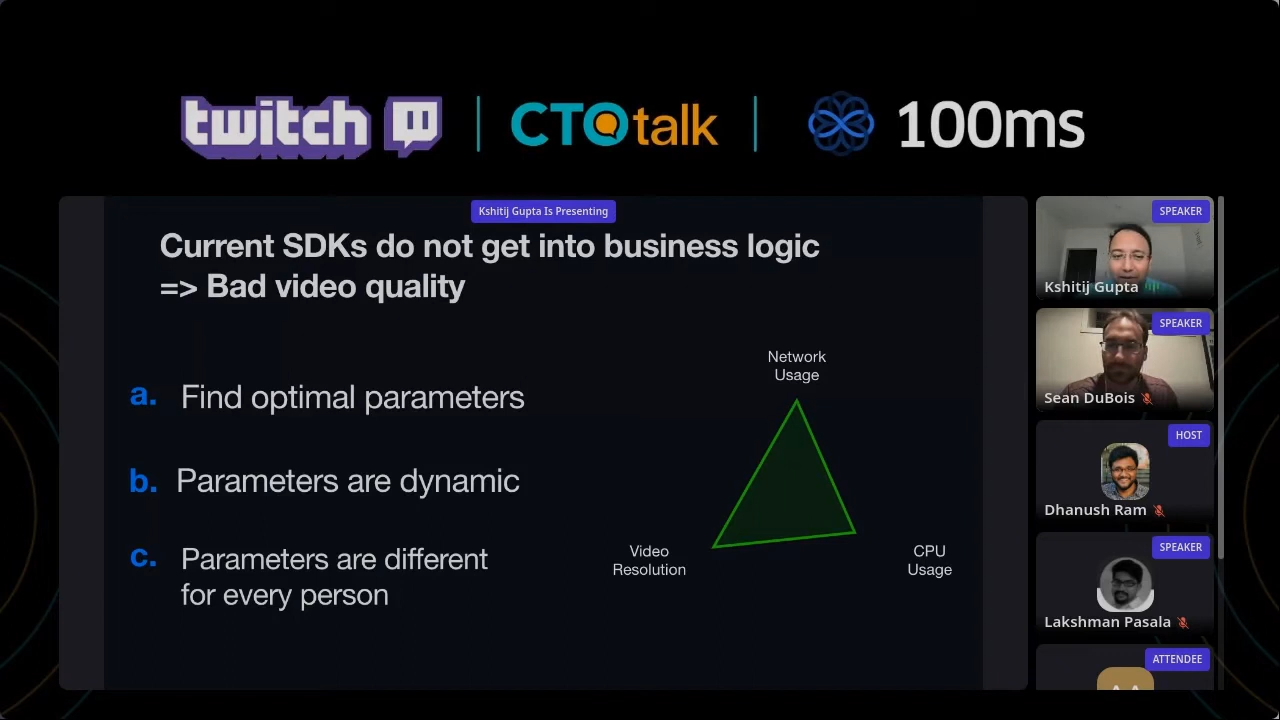 twitch
CTOtalk
100ms
Kshitij Gupta Is Presenting
Current SDKs do not get into business logic
=> Bad video quality
a. Find optimal parameters
b. Parameters are dynamic
c. Parameters are different
for every person
Network
Usage
Video
Resolution
CPU
Usage
SPEAKER
Kshitij Gupta
SPEAKER
Sean DuBois
HOST
Dhanush Ram
SPEAKER
Lakshman Pasala
ATTENDEE